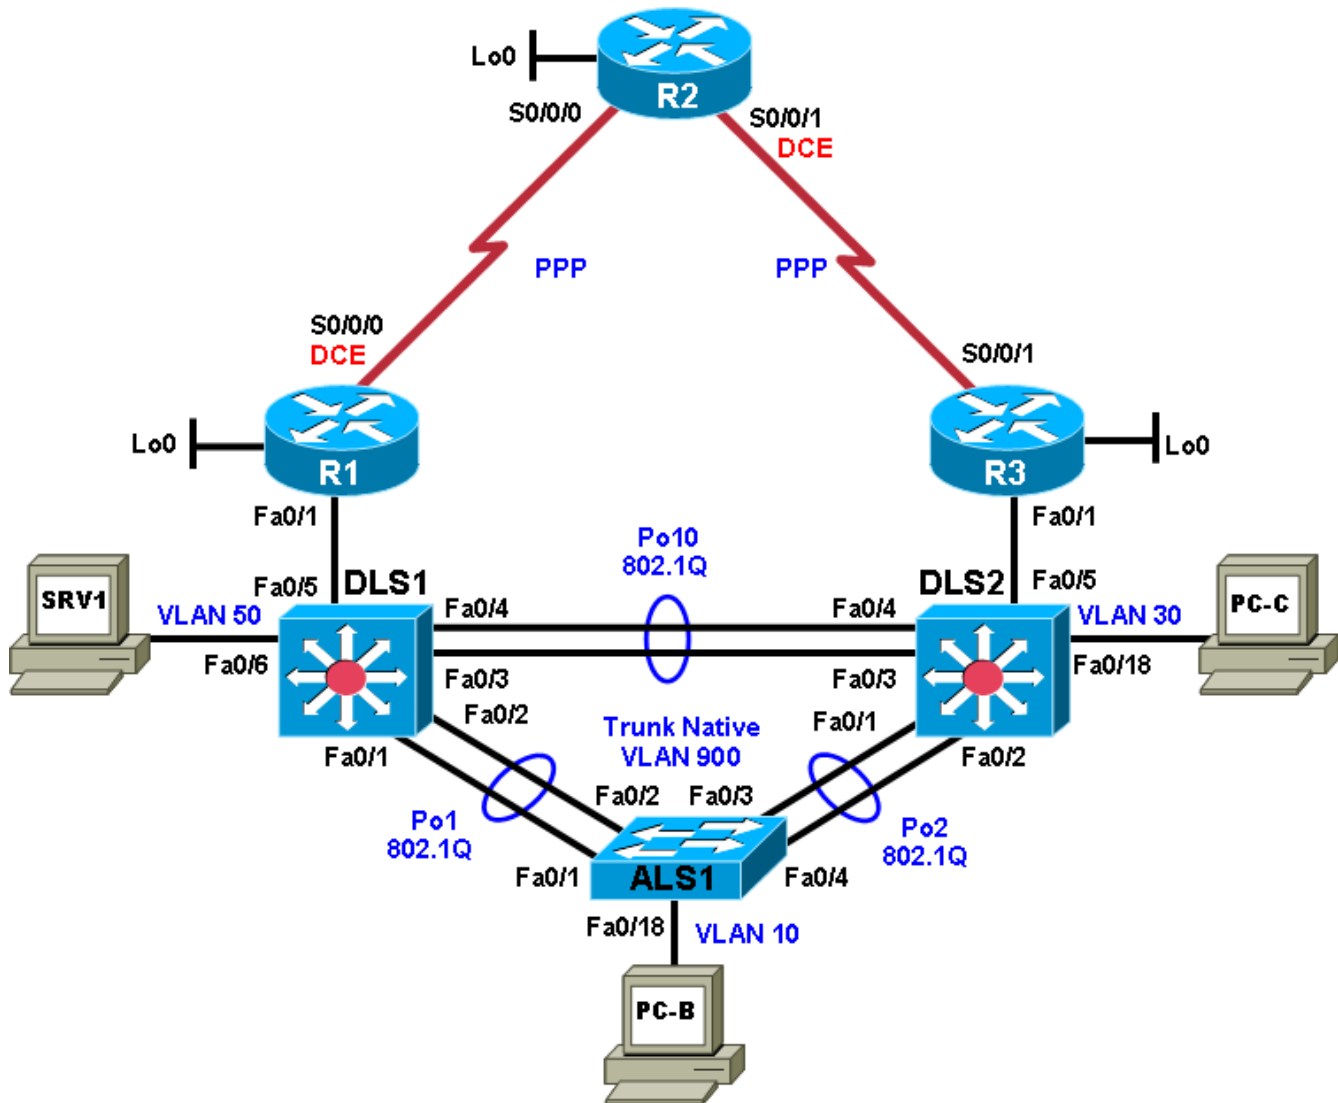 Lo0
R2
S0/0/0
S0/0/1
DCE
PPP
PPP
S0/0/0
DCE
S0/0/1
Lo0
R1
R3
Lo0
Fa0/1
Fa0/1
Po10
802.1Q
SRV1
VLAN 50
Fa0/5
DLS1
DLS2
Fa0/5
VLAN 30
PC-C
Fa0/4
Fa0/4
Fa0/6
Fa0/18
Fa0/3
Fa0/3
Fa0/2
Trunk Native
VLAN 900
Fa0/1
Fa0/1
Fa0/2
Fa0/2
Fa0/3
Po1
802.1Q
Po2
802.1Q
Fa0/1
ALS1
Fa0/4
Fa0/18
VLAN 10
PC-B